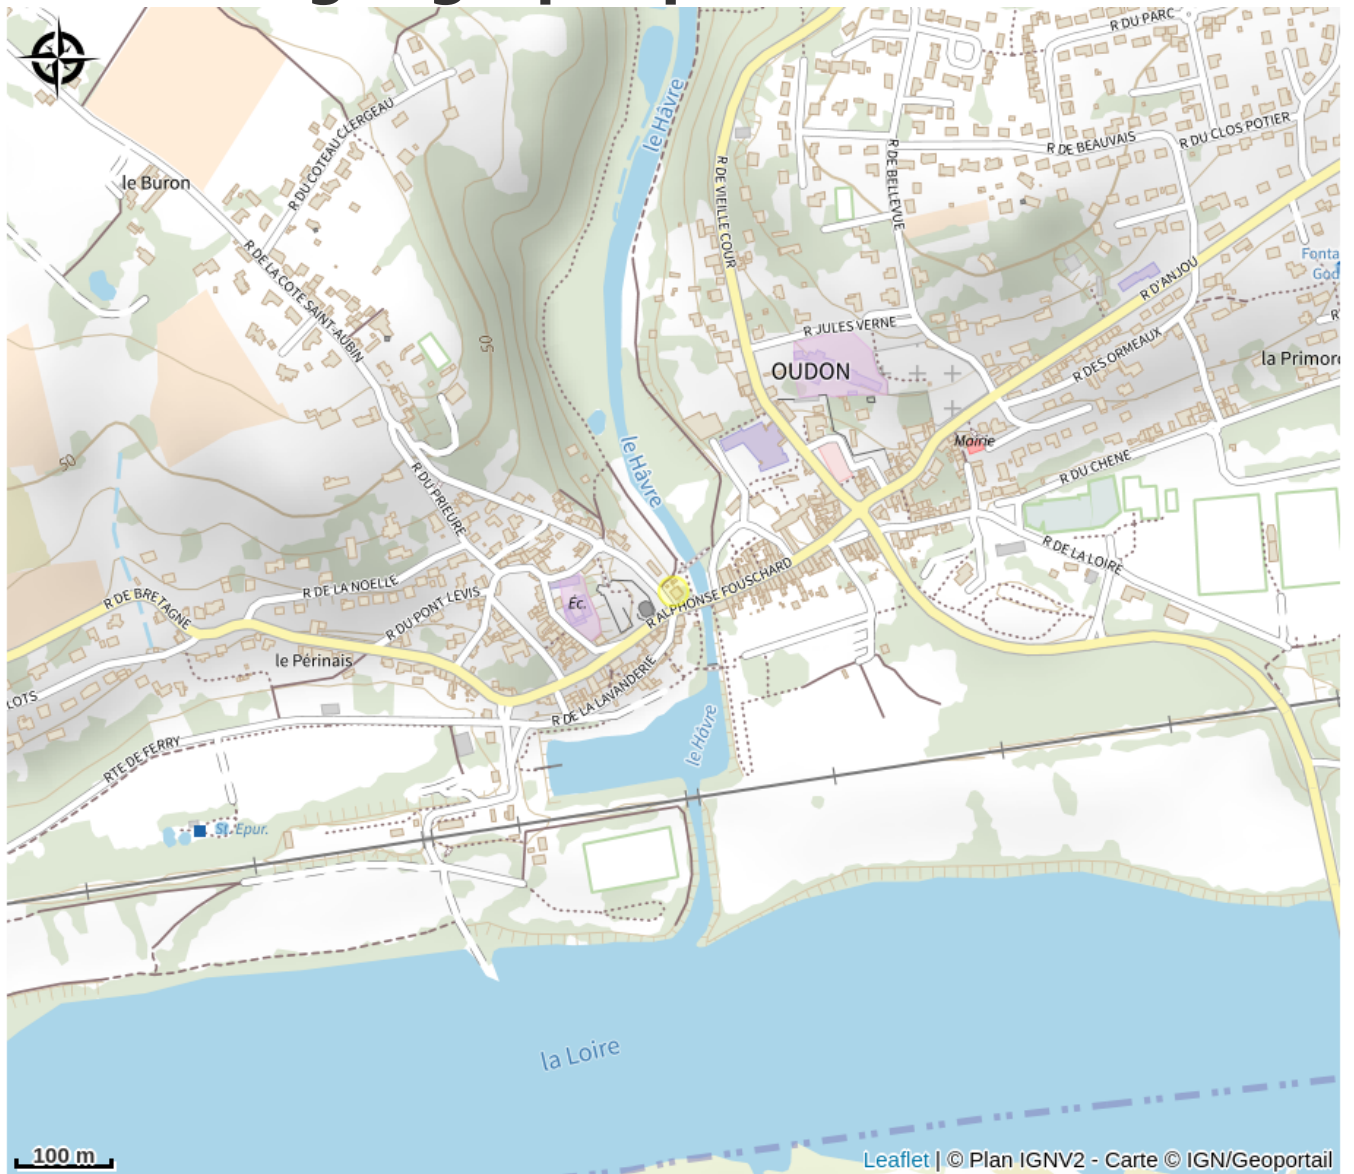 R DU PARC
le Hâvre
R DU COTEAU CLERGEAU
R DE BEAUVAIS
R DU CLOS POTIER
le Buron
R DE VIEILLE COUR
R DE BELLEVUE
R DE LA COTE SAINT-AUBIN
R D'ANJOU
Fonta
God
R JULES VERNE
R DES ORMEAUX
R
50
OUDON
la Primor
Mairie
50
le Hâvre
R DU CHENE
R DU PRIEURE
R DE LA LOIRE
R DE BRETAGNE
R DE LA NOELLE
R DU PONT LEVIS
Éc.
R ALPHONSE FOUSCHARD
le Périnais
LOTS
R DE LA LAVANDERIE
le Hâvre
RTE DE FERRY
St. Epur.
la Loire
100 m
Leaflet | © Plan IGNV2 - Carte © IGN/Geoportail